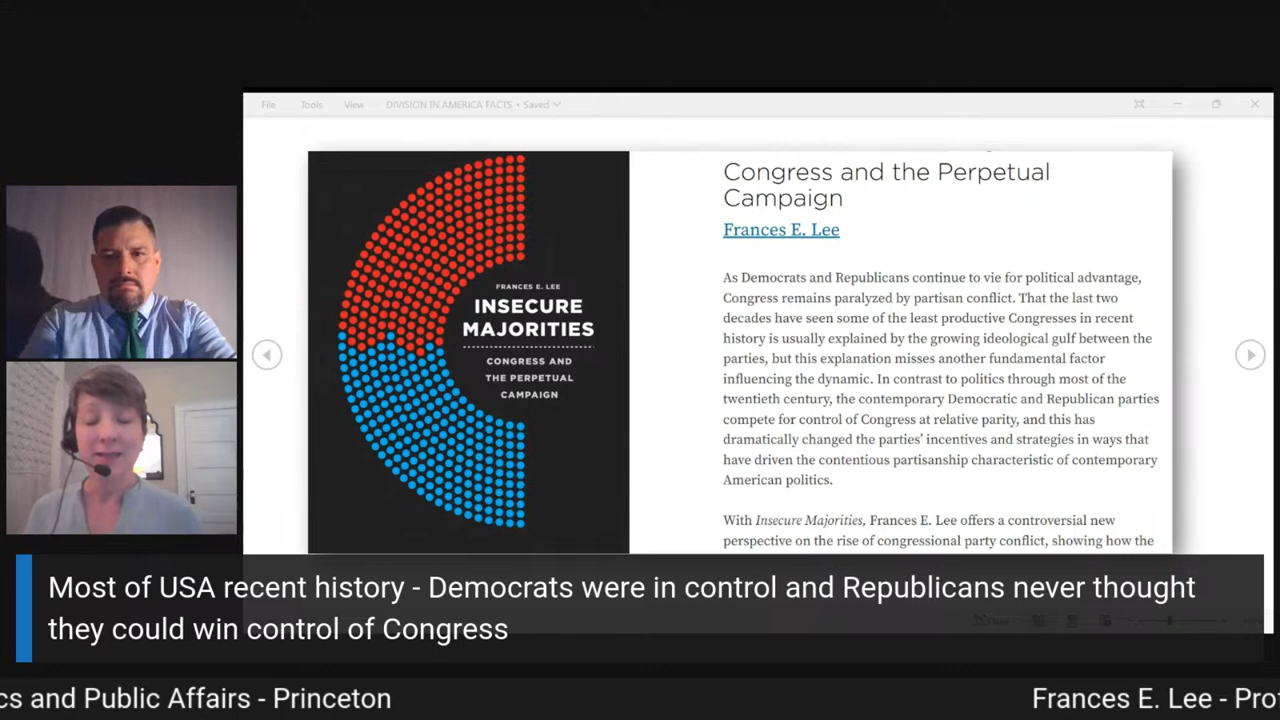 File Tools View DIVISION IN AMERICA FACTS • Saved
Congress and the Perpetual
Campaign
Frances E. Lee
FRANCES E. LEE
INSECURE
MAJORITIES
CONGRESS AND
THE PERPETUAL
CAMPAIGN
As Democrats and Republicans continue to vie for political advantage,
Congress remains paralyzed by partisan conflict. That the last two
decades have seen some of the least productive Congresses in recent
history is usually explained by the growing ideological gulf between the
parties, but this explanation misses another fundamental factor
influencing the dynamic. In contrast to politics through most of the
twentieth century, the contemporary Democratic and Republican parties
compete for control of Congress at relative parity, and this has
dramatically changed the parties’ incentives and strategies in ways that
have driven the contentious partisanship characteristic of contemporary
American politics.
With Insecure Majorities, Frances E. Lee offers a controversial new
perspective on the rise of congressional party conflict, showing how the
Most of USA recent history - Democrats were in control and Republicans never thought
they could win control of Congress
cs and Public Affairs - Princeton
Frances E. Lee - Pro